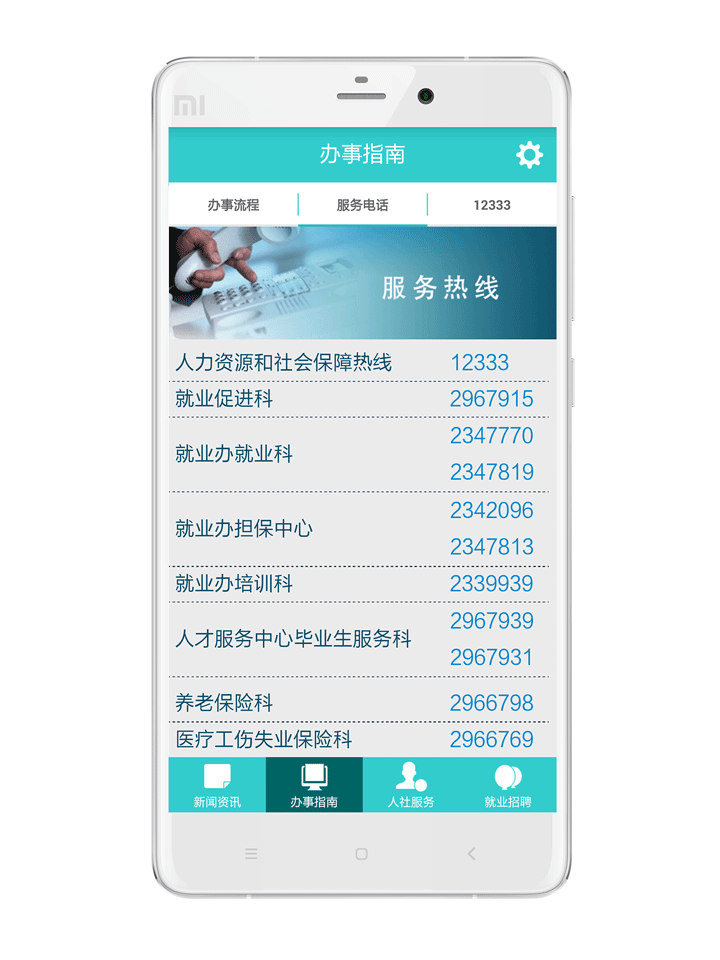 MI
办事指南
办事流程 服务电话 12333
服务热线
人力资源和社会保障热线 12333
就业促进科 2967915
就业办就业科 2347770
2347819
就业办担保中心 2342096
2347813
就业办培训科 2339939
人才服务中心毕业生服务科 2967939
2967931
养老保险科 2966798
医疗工伤失业保险科 2966769
新闻资讯 办事指南 人社服务 就业招聘